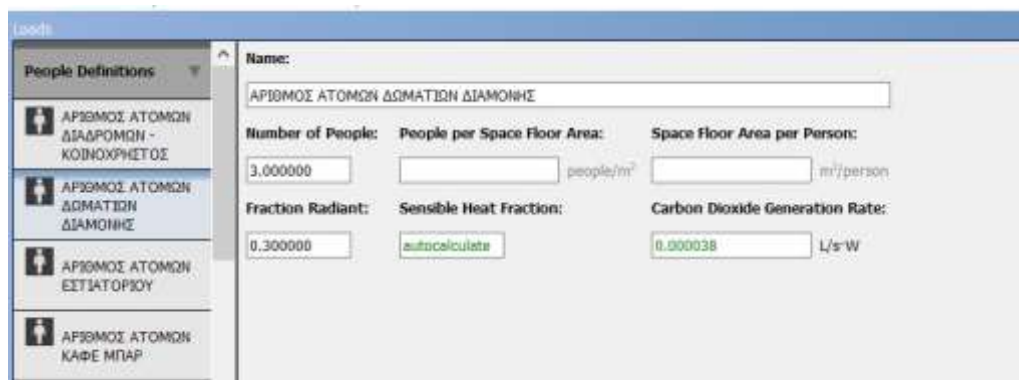 Loads
People Definitions
ΑΡΙΘΜΟΣ ΑΤΟΜΩΝ
ΔΙΑΔΡΟΜΩΝ -
ΚΟΙΝΟΧΡΗΣΤΟΣ
ΑΡΙΘΜΟΣ ΑΤΟΜΩΝ
ΔΩΜΑΤΙΩΝ
ΔΙΑΜΟΝΗΣ
ΑΡΙΘΜΟΣ ΑΤΟΜΩΝ
ΕΣΤΙΑΤΟΡΙΟΥ
ΑΡΙΘΜΟΣ ΑΤΟΜΩΝ
ΚΑΦΕ ΜΠΑΡ
Name:
ΑΡΙΘΜΟΣ ΑΤΟΜΩΝ ΔΩΜΑΤΙΩΝ ΔΙΑΜΟΝΗΣ
Number of People: People per Space Floor Area: Space Floor Area per Person:
3.000000 people/m² m²/person
Fraction Radiant: Sensible Heat Fraction: Carbon Dioxide Generation Rate:
0.300000 autocalculate 0.000038 L/s·W